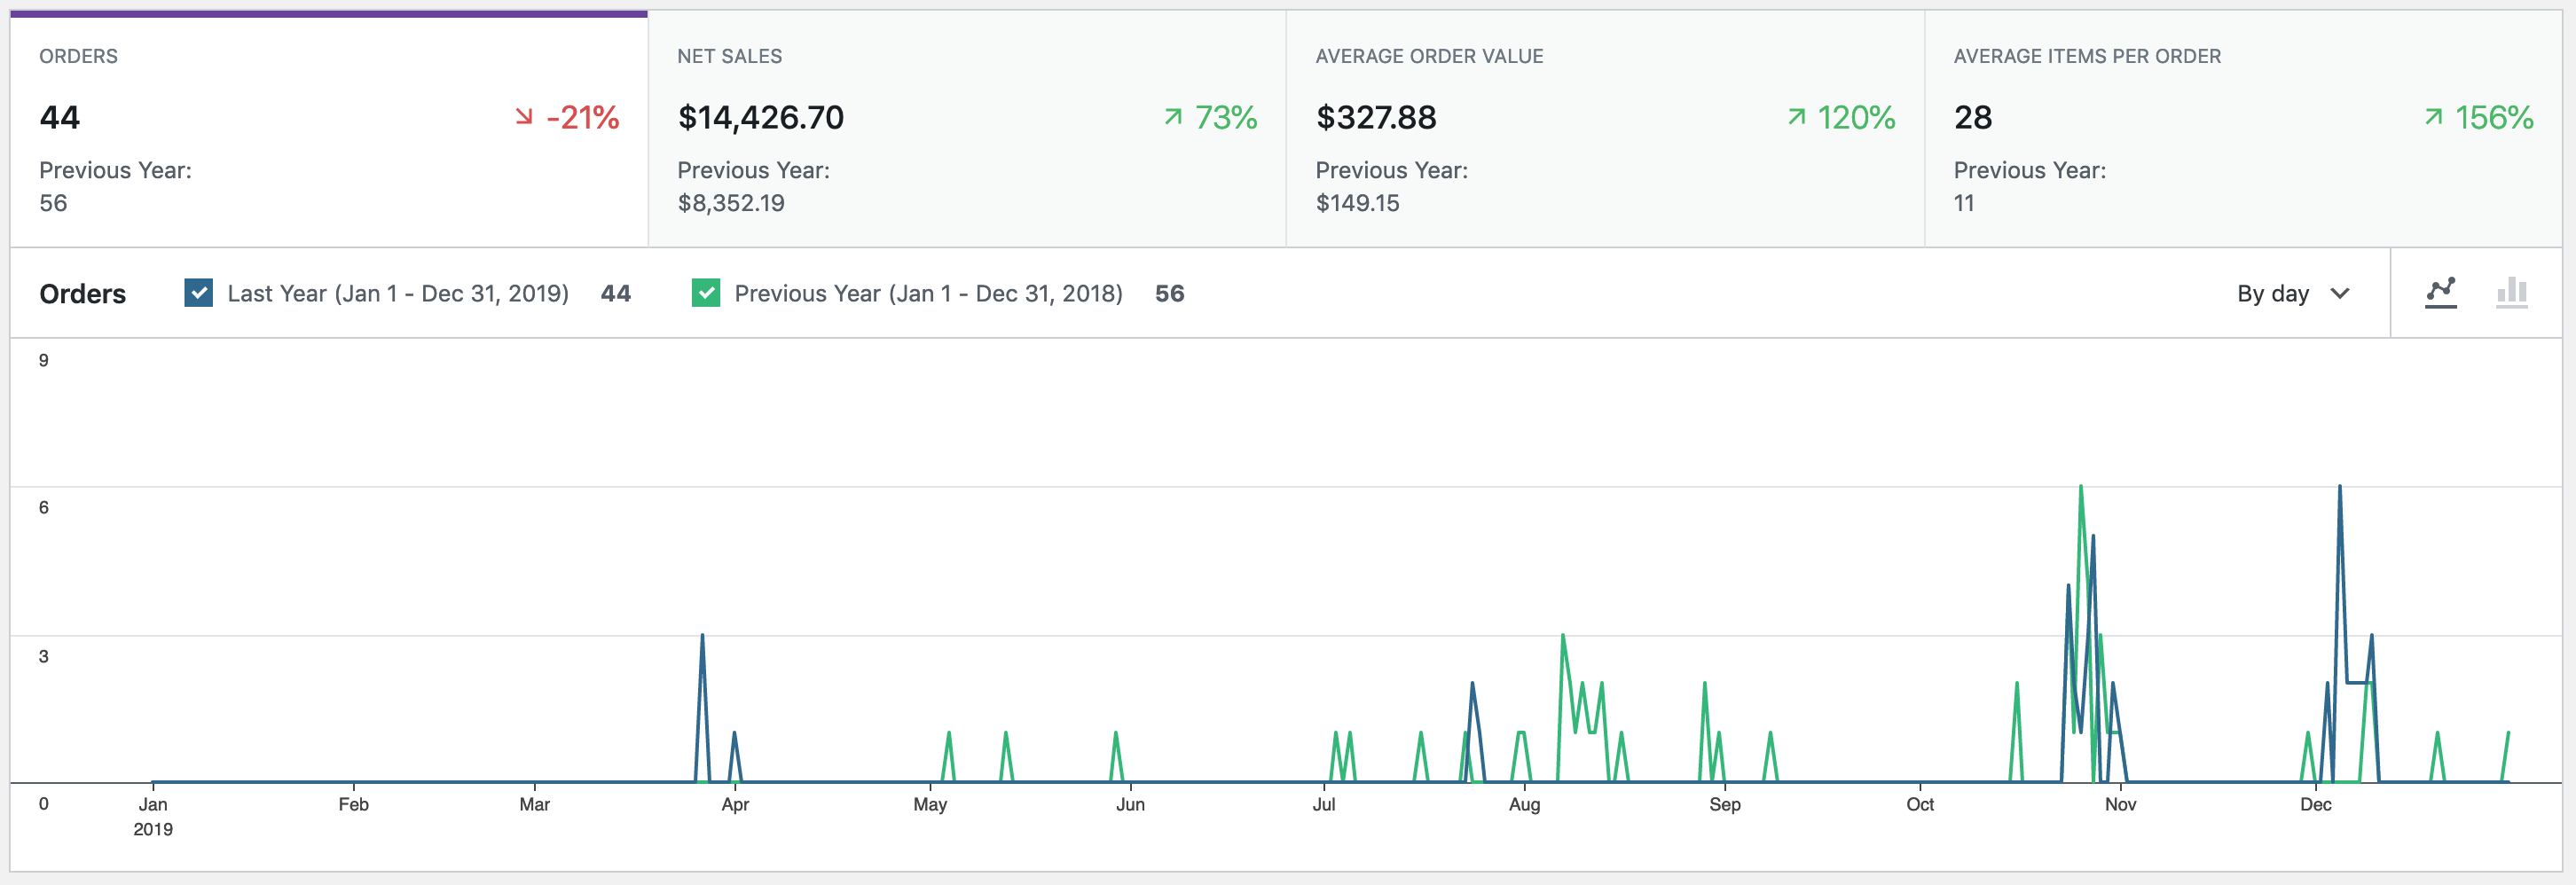 ORDERS
44 -21%
Previous Year:
56
NET SALES
$14,426.70 73%
Previous Year:
$8,352.19
AVERAGE ORDER VALUE
$327.88 120%
Previous Year:
$149.15
AVERAGE ITEMS PER ORDER
28 156%
Previous Year:
11
Orders Last Year (Jan 1 - Dec 31, 2019) 44 Previous Year (Jan 1 - Dec 31, 2018) 56 By day
9
6
3
0 Jan Feb Mar Apr May Jun Jul Aug Sep Oct Nov Dec
2019